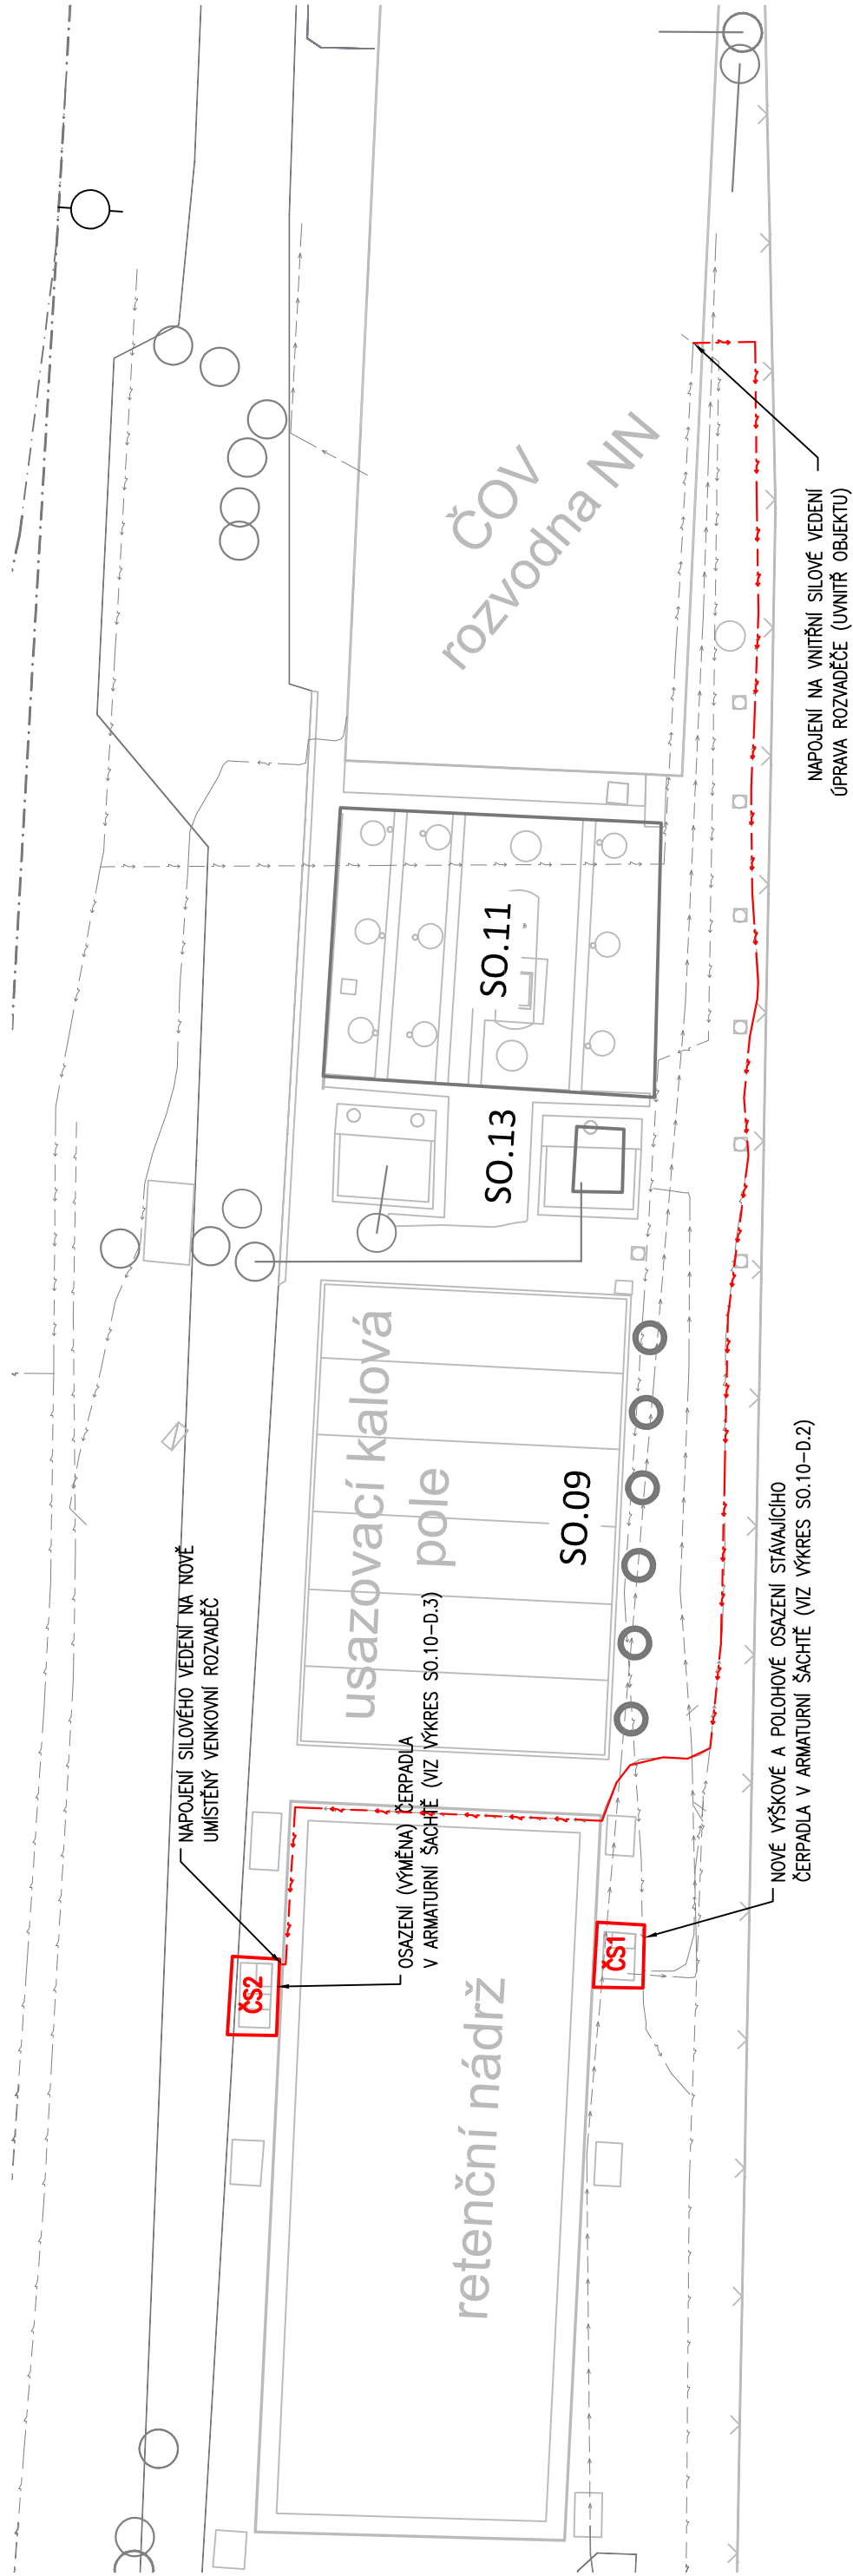 NAPOJENÍ SILOVÉHO VEDENÍ NA NOVĚ
UMÍSTĚNÝ VENKOVNÍ ROZVADĚČ
ČS2
OSAZENÍ (VÝMĚNA) ČERPADLA
V ARMATURNÍ ŠACHTĚ (VIZ VÝKRES SO.10-D.3)
retenční nádrž
ČS1
usazovací kalová
pole
SO.09
SO.13
SO.11
ČOV
rozvodna NN
NOVÉ VÝŠKOVÉ A POLOHOVÉ OSAZENÍ STÁVAJÍCÍHO
ČERPADLA V ARMATURNÍ ŠACHTĚ (VIZ VÝKRES SO.10-D.2)
NAPOJENÍ NA VNITŘNÍ SILOVÉ VEDENÍ
ÚPRAVA ROZVADĚČE (UVNITŘ OBJEKTU)